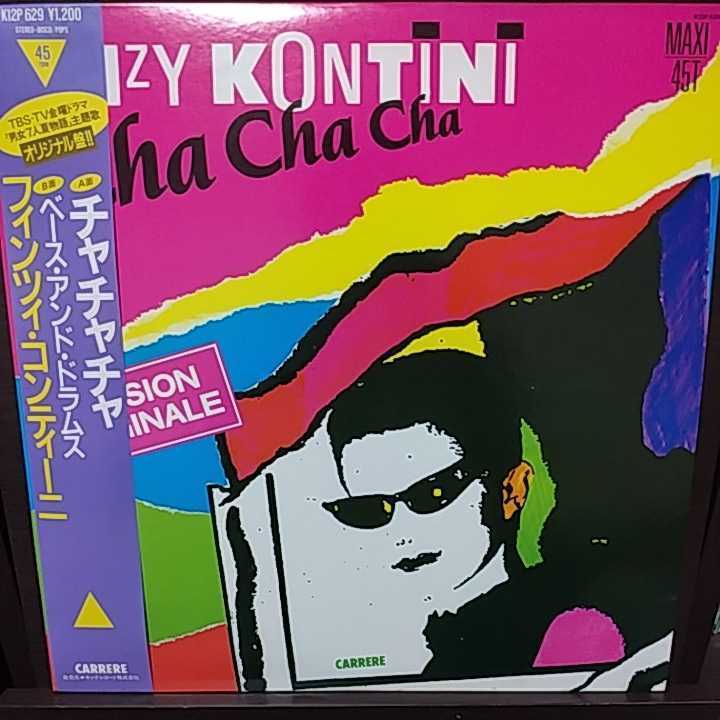 K12P 629 ¥1,200
STEREO・DISCO/POPS
45
TBS・TV金曜ドラマ
「男女7人夏物語」主題歌
オリジナル盤!!
A面
チャチャチャ
B面
ベース・アンド・ドラムス
フィンツィ・コンティーニ
CARRERE
IZY KONTINI
Cha Cha Cha
MAXI
45T
SION
INALE
CARRERE